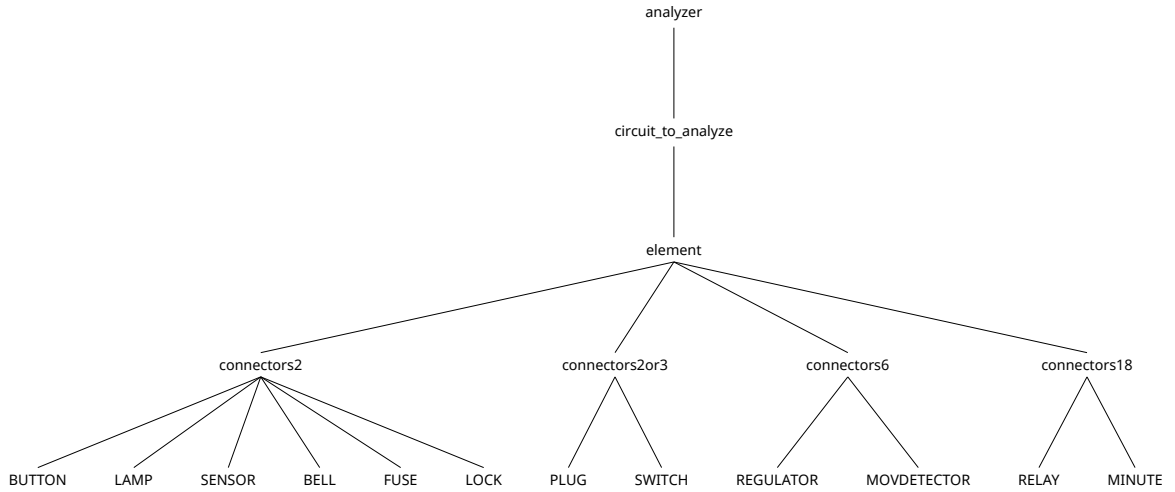 analyzer
circuit_to_analyze
element
connectors2 connectors2or3 connectors6 connectors18
BUTTON LAMP SENSOR BELL FUSE LOCK PLUG SWITCH REGULATOR MOVDETECTOR RELAY MINUTE